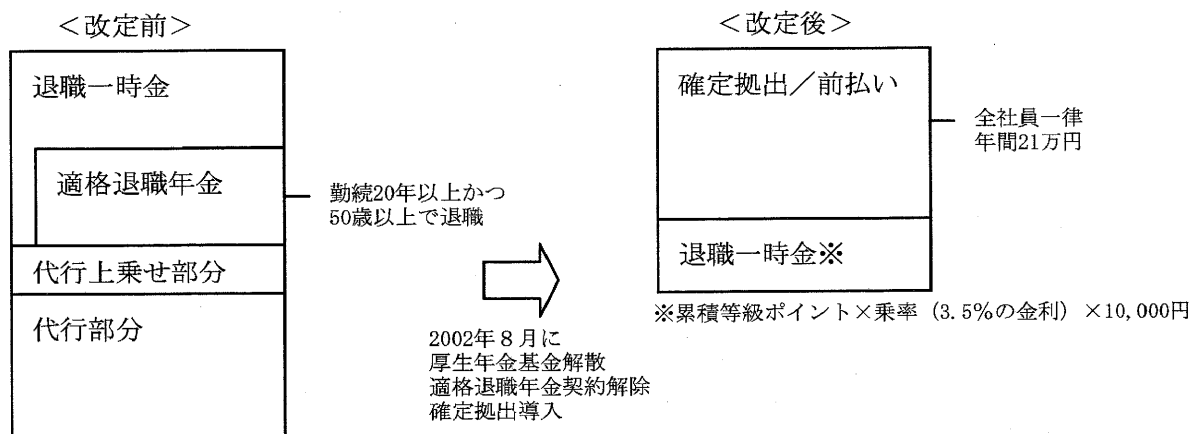 ＜改定前＞
退職一時金
適格退職年金
勤続20年以上かつ
50歳以上で退職
代行上乗せ部分
代行部分
2002年８月に
厚生年金基金解散
適格退職年金契約解除
確定拠出導入
＜改定後＞
確定拠出／前払い
全社員一律
年間21万円
退職一時金※
※累積等級ポイント×乗率（3.5％の金利）×10,000円